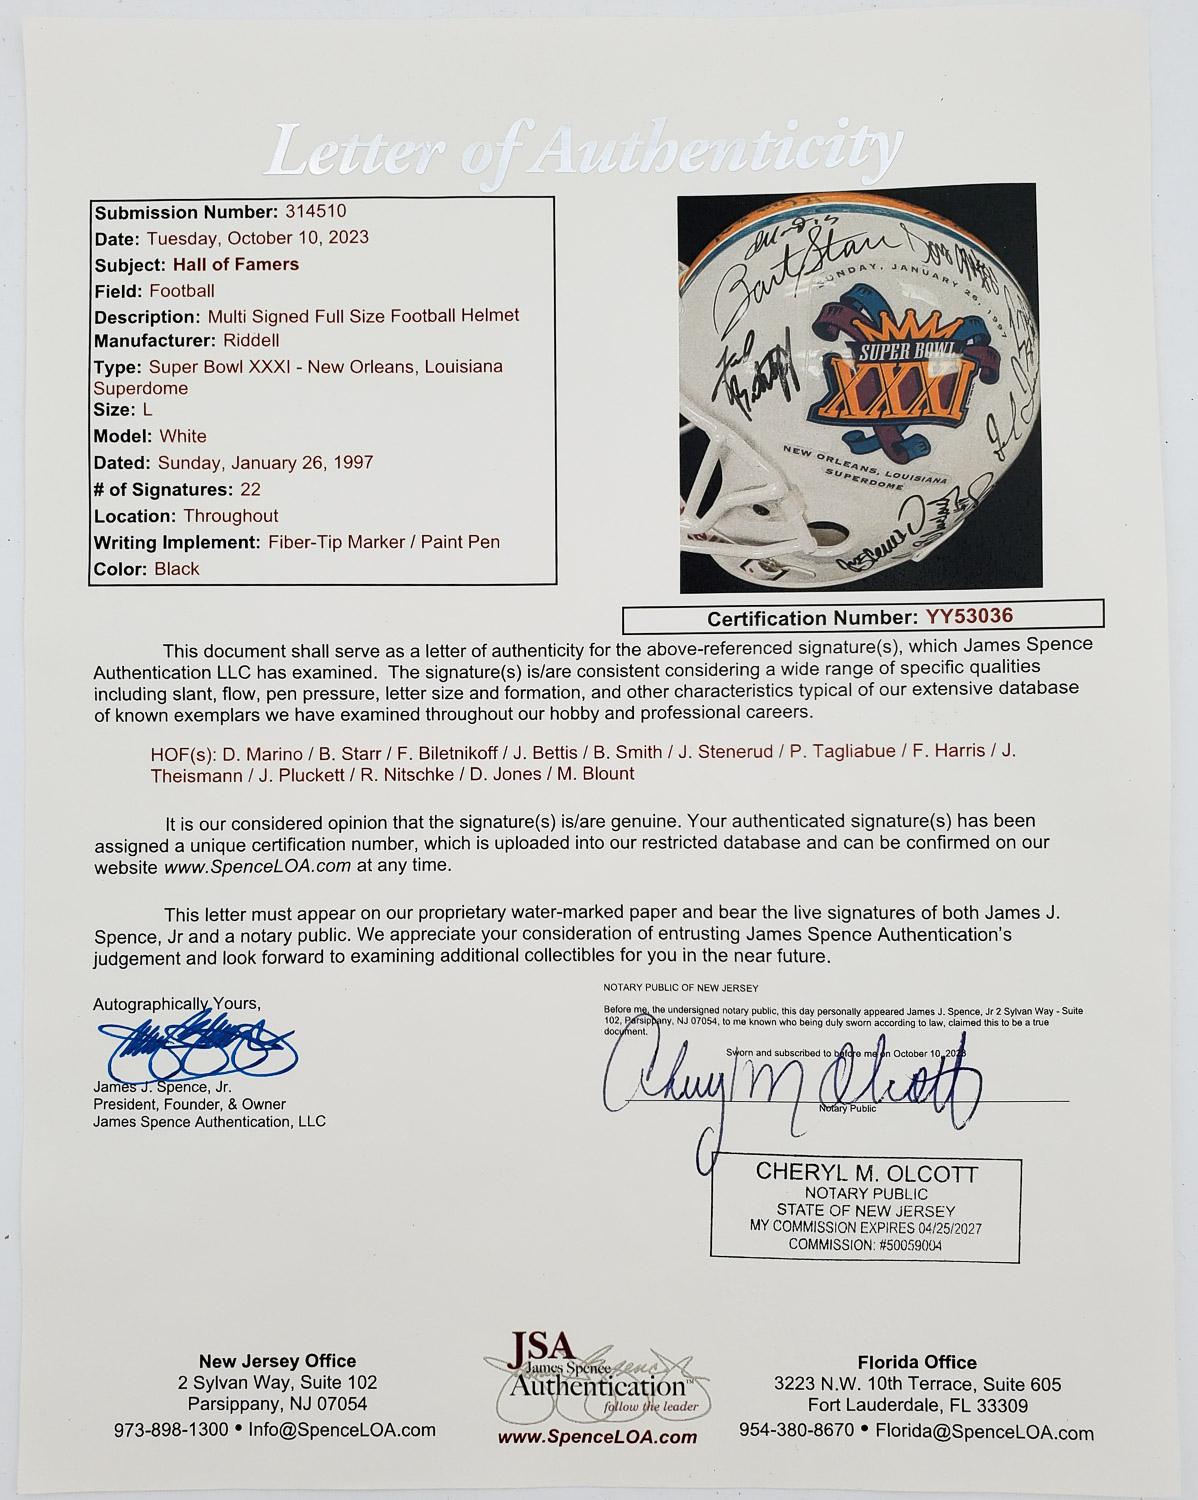 Letter of Authenticity
Submission Number: 314510
Date: Tuesday, October 10, 2023
Subject: Hall of Famers
Field: Football
Description: Multi Signed Full Size Football Helmet
Manufacturer: Riddell
Type: Super Bowl XXXI - New Orleans, Louisiana
Superdome
Size: L
Model: White
Dated: Sunday, January 26, 1997
# of Signatures: 22
Location: Throughout
Writing Implement: Fiber-Tip Marker / Paint Pen
Color: Black
Bart Starr
SUNDAY, JANUARY 26, 1997
SUPER BOWL
XXXI
NEW ORLEANS, LOUISIANA
SUPERDOME
Certification Number: YY53036
This document shall serve as a letter of authenticity for the above-referenced signature(s), which James Spence
Authentication LLC has examined. The signature(s) is/are consistent considering a wide range of specific qualities
including slant, flow, pen pressure, letter size and formation, and other characteristics typical of our extensive database
of known exemplars we have examined throughout our hobby and professional careers.
HOF(s): D. Marino / B. Starr / F. Biletnikoff / J. Bettis / B. Smith / J. Stenerud / P. Tagliabue / F. Harris / J.
Theismann / J. Pluckett / R. Nitschke / D. Jones / M. Blount
It is our considered opinion that the signature(s) is/are genuine. Your authenticated signature(s) has been
assigned a unique certification number, which is uploaded into our restricted database and can be confirmed on our
website www.SpenceLOA.com at any time.
This letter must appear on our proprietary water-marked paper and bear the live signatures of both James J.
Spence, Jr and a notary public. We appreciate your consideration of entrusting James Spence Authentication's
judgement and look forward to examining additional collectibles for you in the near future.
Autographically Yours,
James J. Spence, Jr.
President, Founder, & Owner
James Spence Authentication, LLC
NOTARY PUBLIC OF NEW JERSEY
Before me, the undersigned notary public, this day personally appeared James J. Spence, Jr 2 Sylvan Way - Suite
102, Parsippany, NJ 07054, to me known who being duly sworn according to law, claimed this to be a true
document.
Sworn and subscribed to before me on October 10, 2023
Cheryl M Olcott
Notary Public
CHERYL M. OLCOTT
NOTARY PUBLIC
STATE OF NEW JERSEY
MY COMMISSION EXPIRES 04/25/2027
COMMISSION: #50059004
New Jersey Office
2 Sylvan Way, Suite 102
Parsippany, NJ 07054
973-898-1300 • Info@SpenceLOA.com
JSA
James Spence
Authentication™
follow the leader
www.SpenceLOA.com
Florida Office
3223 N.W. 10th Terrace, Suite 605
Fort Lauderdale, FL 33309
954-380-8670 • Florida@SpenceLOA.com